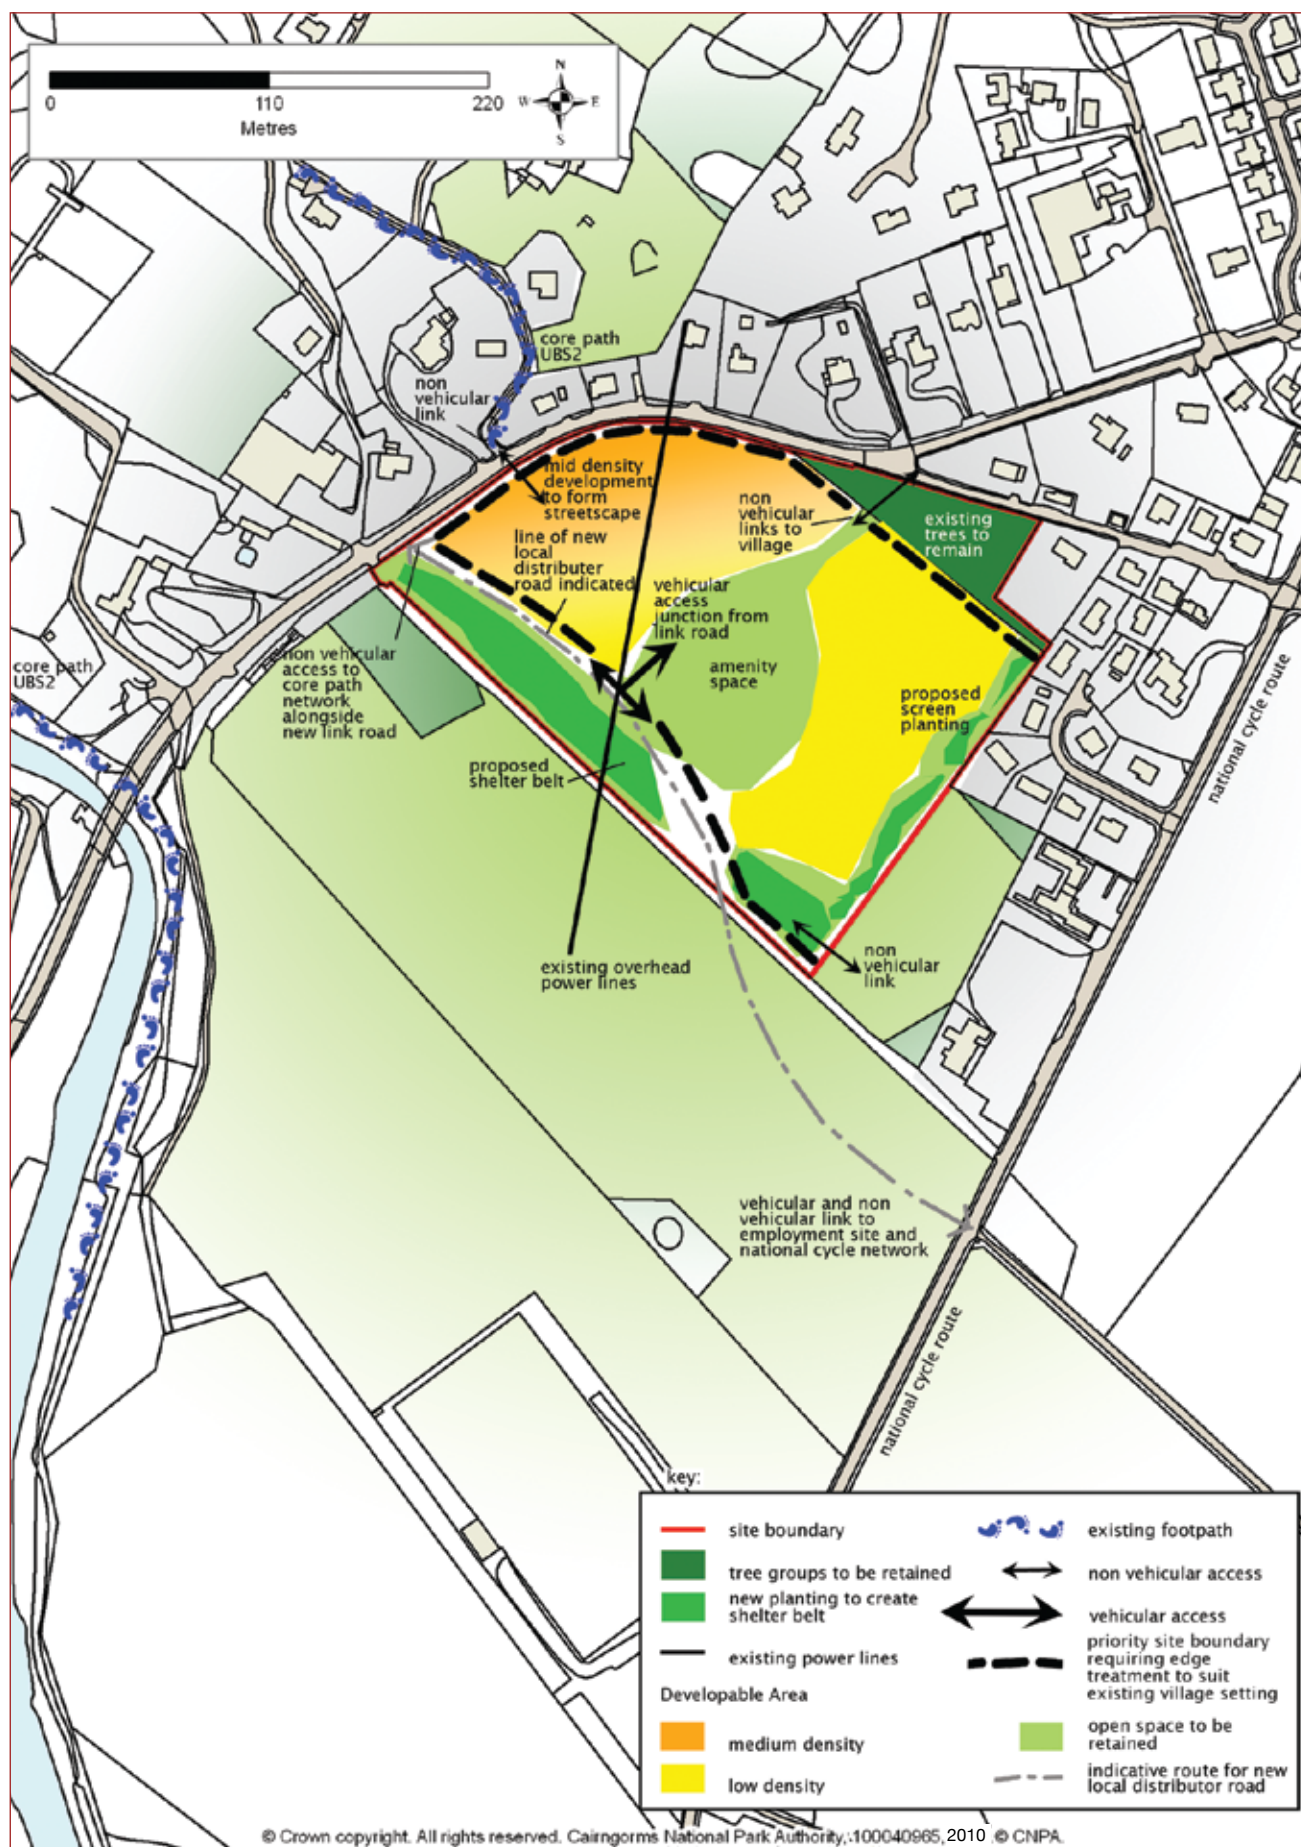 N
W E
S
0 110 220
Metres
core path
UBS2
non
vehicular
link
mid density
development
to form
streetscape
non
vehicular
links to
village
existing
trees to
remain
line of new
local
distributer
road indicated
vehicular
access
junction from
link road
amenity
space
non vehicular
access to
core path
network
alongside
new link road
core path
UBS2
proposed
screen
planting
proposed
shelter belt
national cycle route
existing overhead
power lines
non
vehicular
link
vehicular and non
vehicular link to
employment site and
national cycle network
national cycle route
key:
site boundary
tree groups to be retained
new planting to create
shelter belt
existing power lines
Developable Area
medium density
low density
existing footpath
non vehicular access
vehicular access
priority site boundary
requiring edge
treatment to suit
existing village setting
open space to be
retained
indicative route for new
local distributor road
© Crown copyright. All rights reserved. Cairngorms National Park Authority, 100040965, 2010 © CNPA.